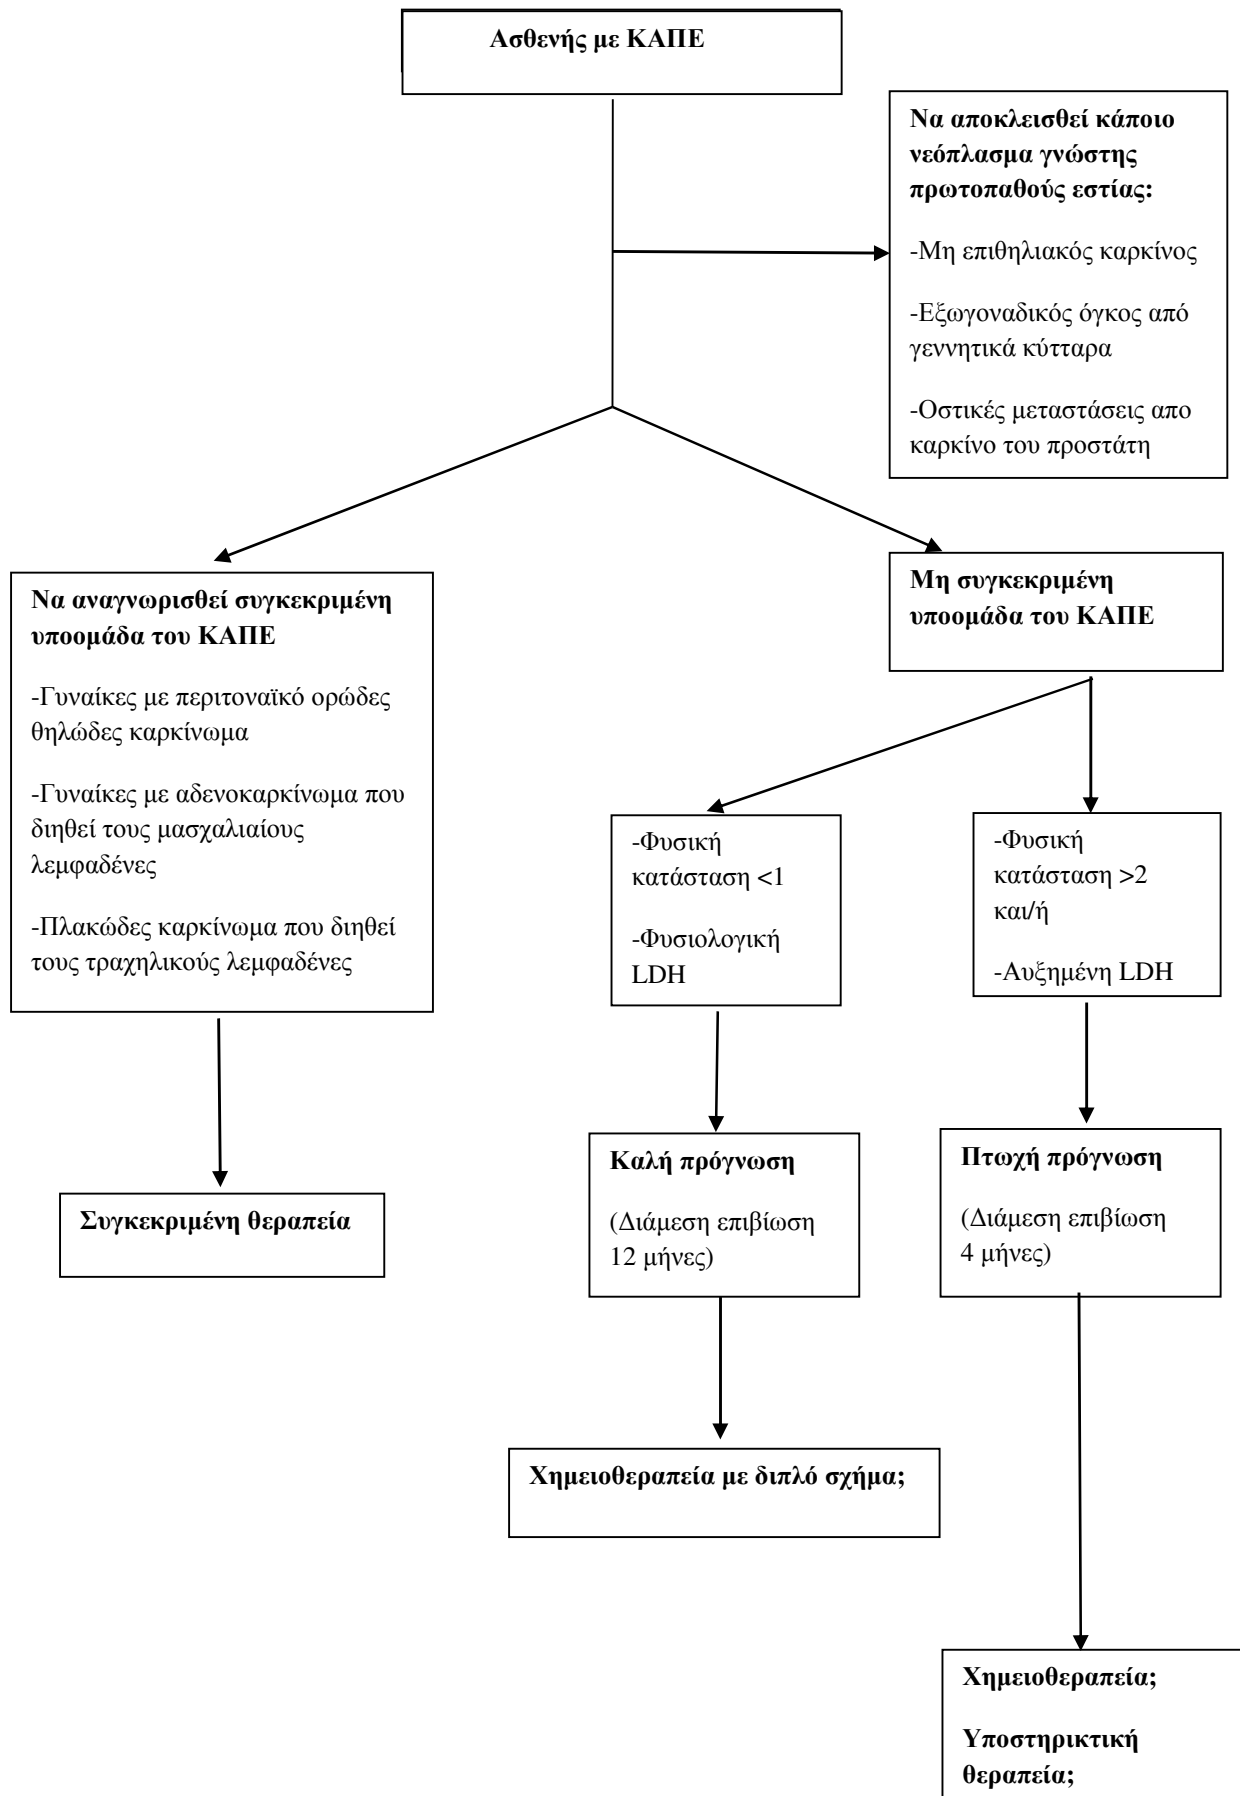 Ασθενής με ΚΑΠΕ
Να αποκλεισθεί κάποιο
νεόπλασμα γνώστης
πρωτοπαθούς εστίας:
-Μη επιθηλιακός καρκίνος
-Εξωγοναδικός όγκος από
γεννητικά κύτταρα
-Οστικές μεταστάσεις απο
καρκίνο του προστάτη
Να αναγνωρισθεί συγκεκριμένη
υποομάδα του ΚΑΠΕ
-Γυναίκες με περιτοναϊκό ορώδες
θηλώδες καρκίνωμα
-Γυναίκες με αδενοκαρκίνωμα που
διηθεί τους μασχαλιαίους
λεμφαδένες
-Πλακώδες καρκίνωμα που διηθεί
τους τραχηλικούς λεμφαδένες
Μη συγκεκριμένη
υποομάδα του ΚΑΠΕ
-Φυσική
κατάσταση <1
-Φυσιολογική
LDH
-Φυσική
κατάσταση >2
και/ή
-Αυξημένη LDH
Συγκεκριμένη θεραπεία
Καλή πρόγνωση
(Διάμεση επιβίωση
12 μήνες)
Πτωχή πρόγνωση
(Διάμεση επιβίωση
4 μήνες)
Χημειοθεραπεία με διπλό σχήμα;
Χημειοθεραπεία;
Υποστηρικτική
θεραπεία;